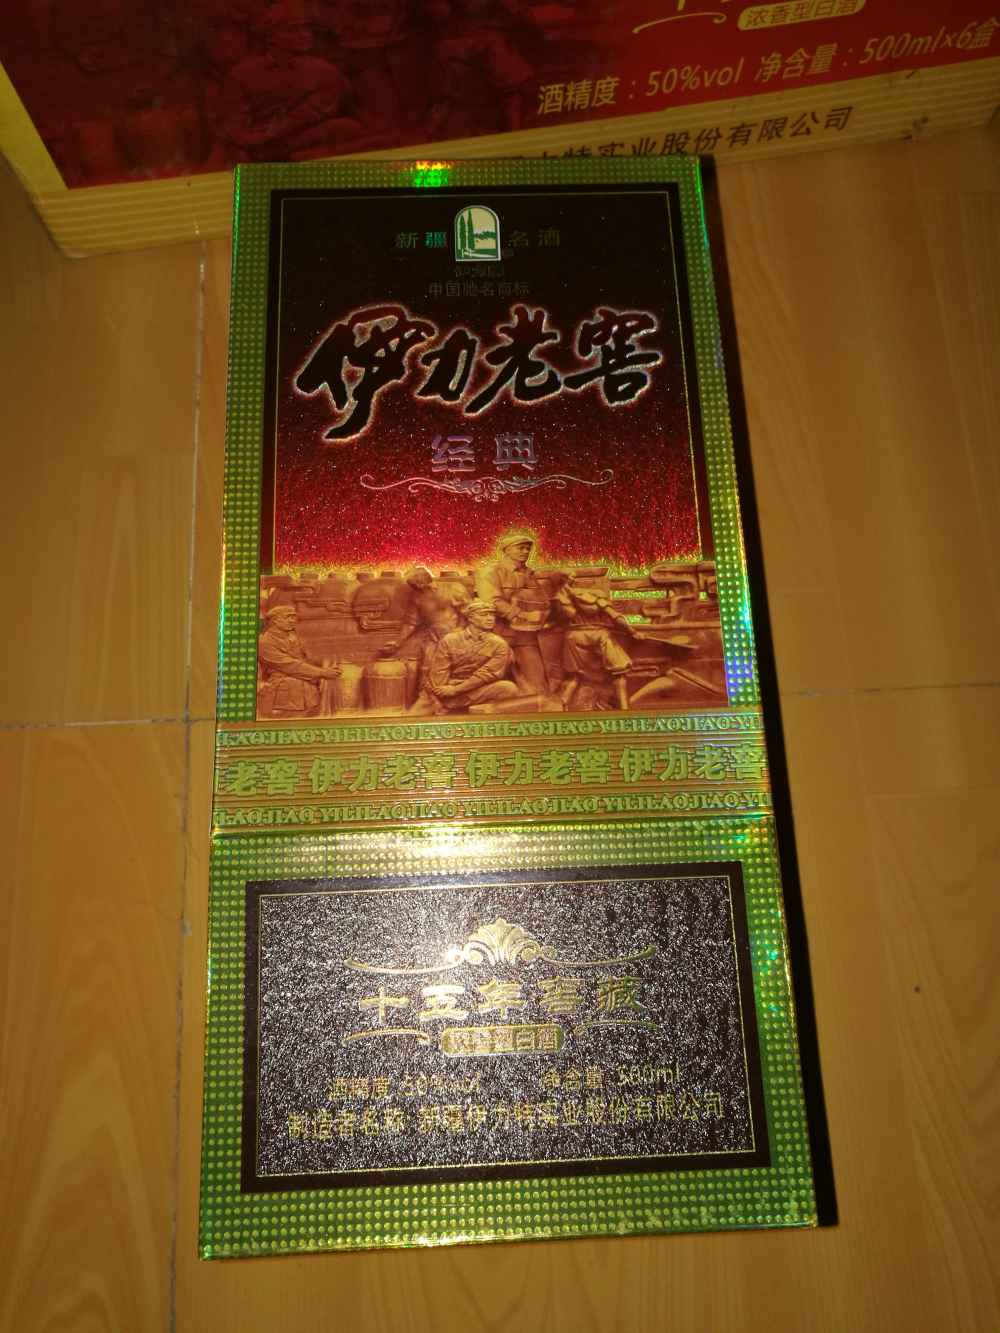 浓香型白酒
酒精度：50%vol 净含量：500ml×6盒
特实业股份有限公司
新疆 名酒
中国驰名商标
伊力老窖
经典
YILILAOJIAO YILILAOJIAO YILILAOJIAO
老窖 伊力老窖 伊力老窖 伊力老窖
YILILAOJIAO YILILAOJIAO YILILAOJIAO
十五年窖藏
浓香型白酒
酒精度 50%vol 净含量 500ml
制造者名称 新疆伊力特实业股份有限公司